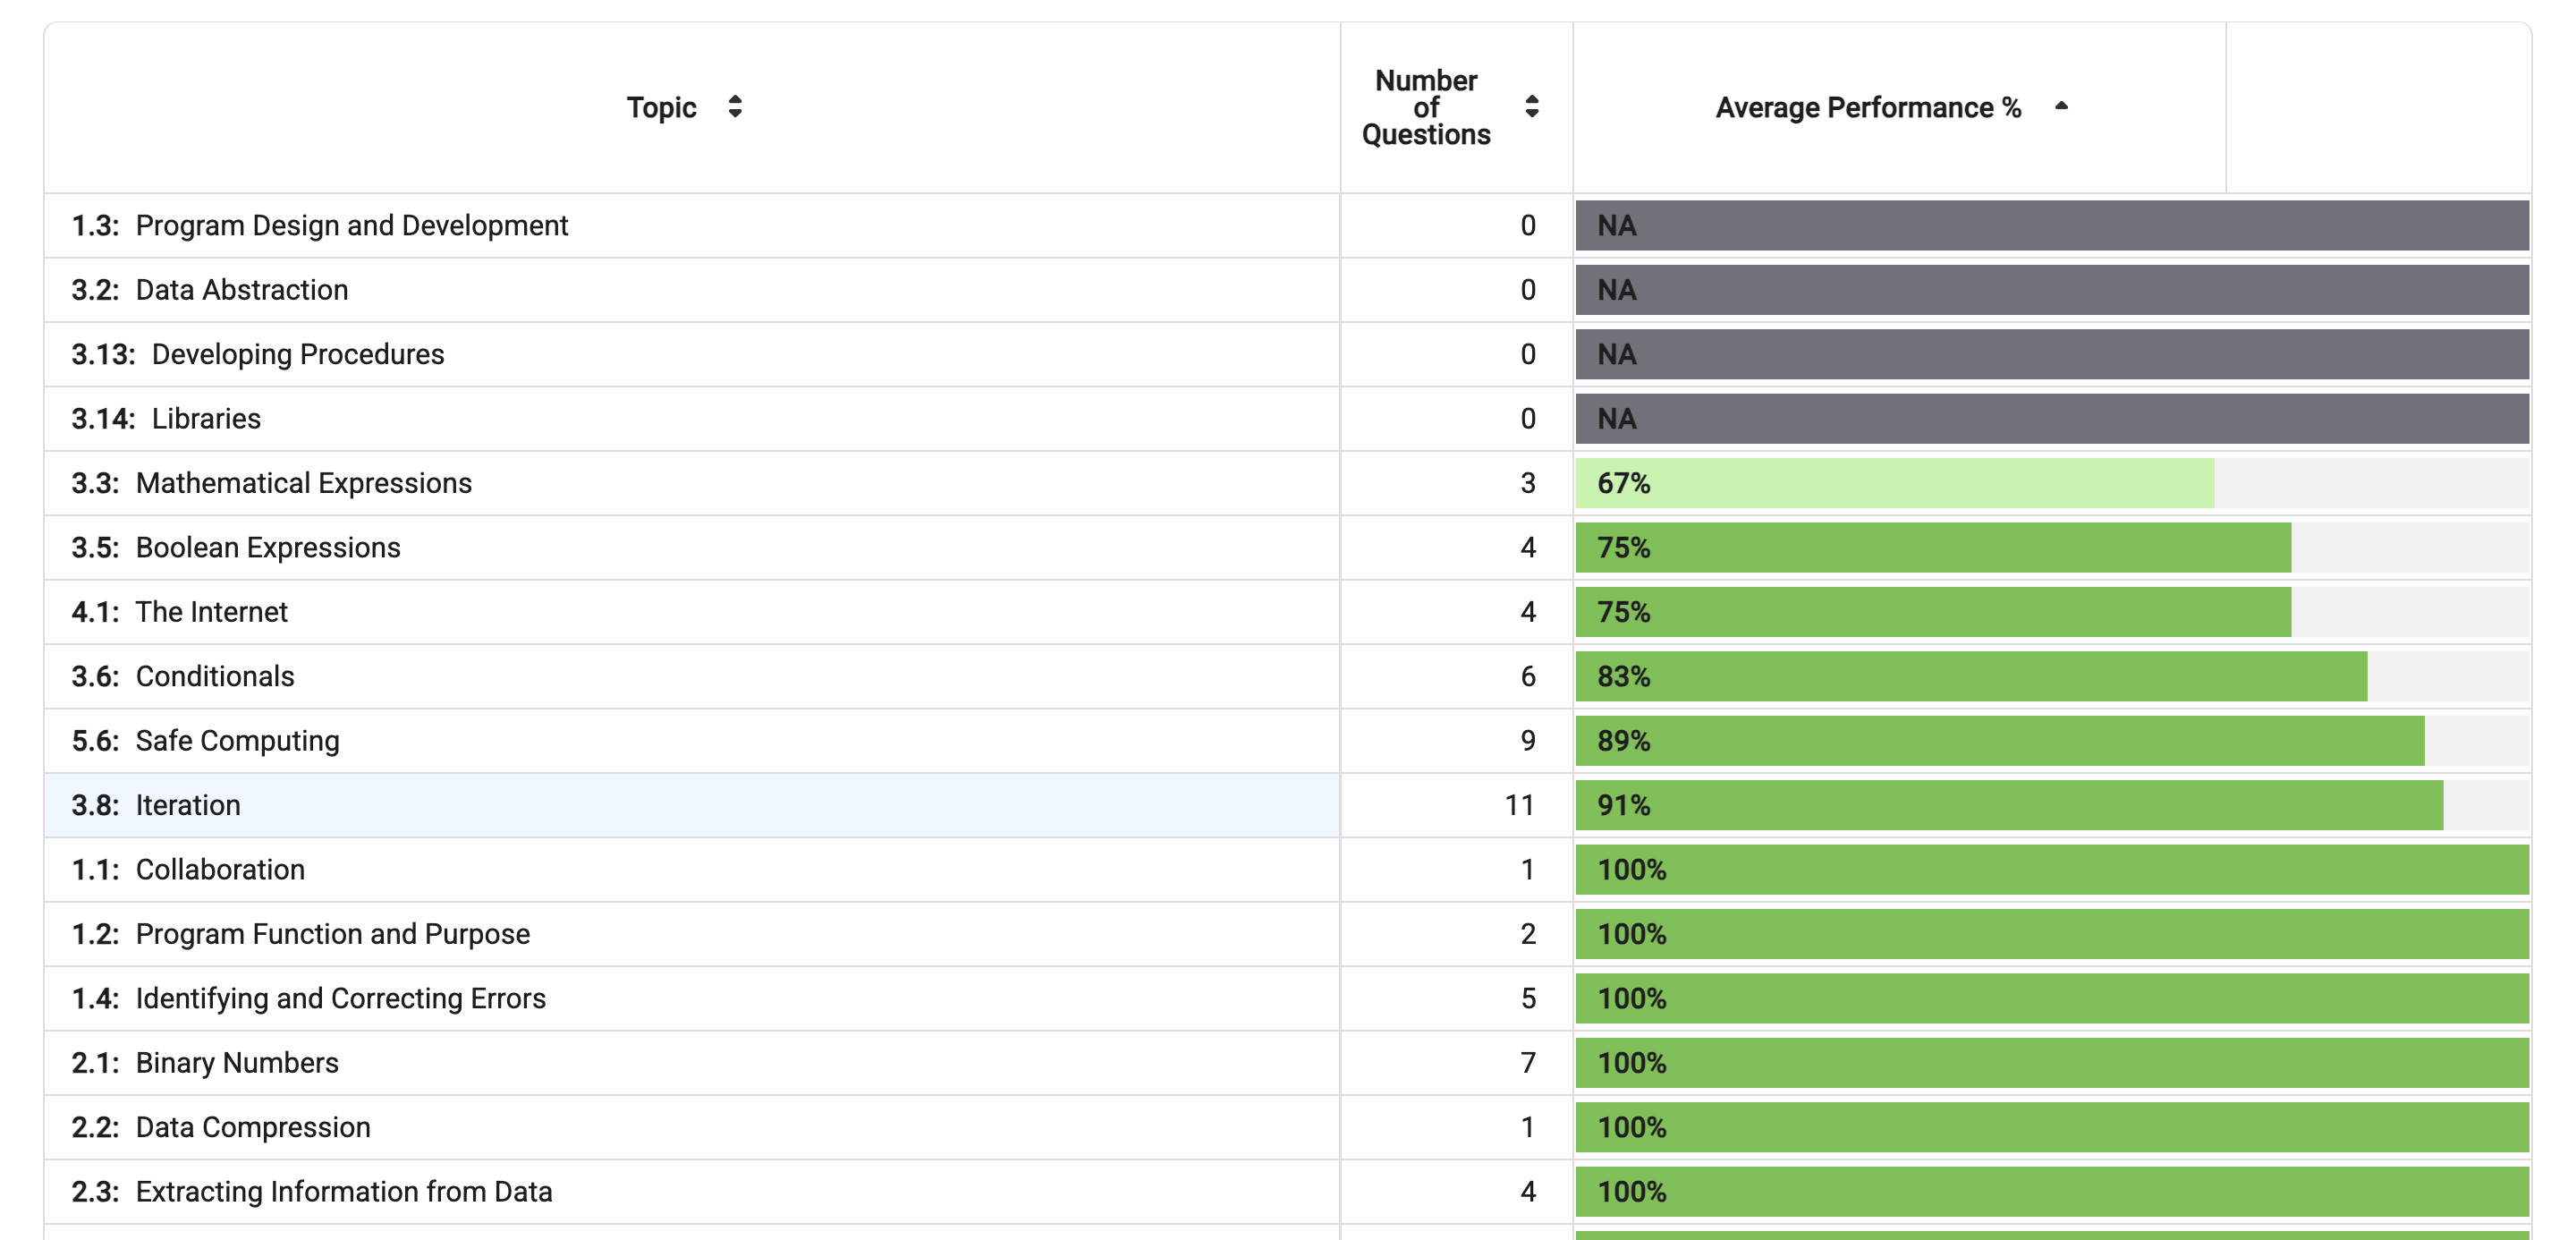 Topic
Number
of
Questions
Average Performance %
1.3: Program Design and Development 0 NA
3.2: Data Abstraction 0 NA
3.13: Developing Procedures 0 NA
3.14: Libraries 0 NA
3.3: Mathematical Expressions 3 67%
3.5: Boolean Expressions 4 75%
4.1: The Internet 4 75%
3.6: Conditionals 6 83%
5.6: Safe Computing 9 89%
3.8: Iteration 11 91%
1.1: Collaboration 1 100%
1.2: Program Function and Purpose 2 100%
1.4: Identifying and Correcting Errors 5 100%
2.1: Binary Numbers 7 100%
2.2: Data Compression 1 100%
2.3: Extracting Information from Data 4 100%